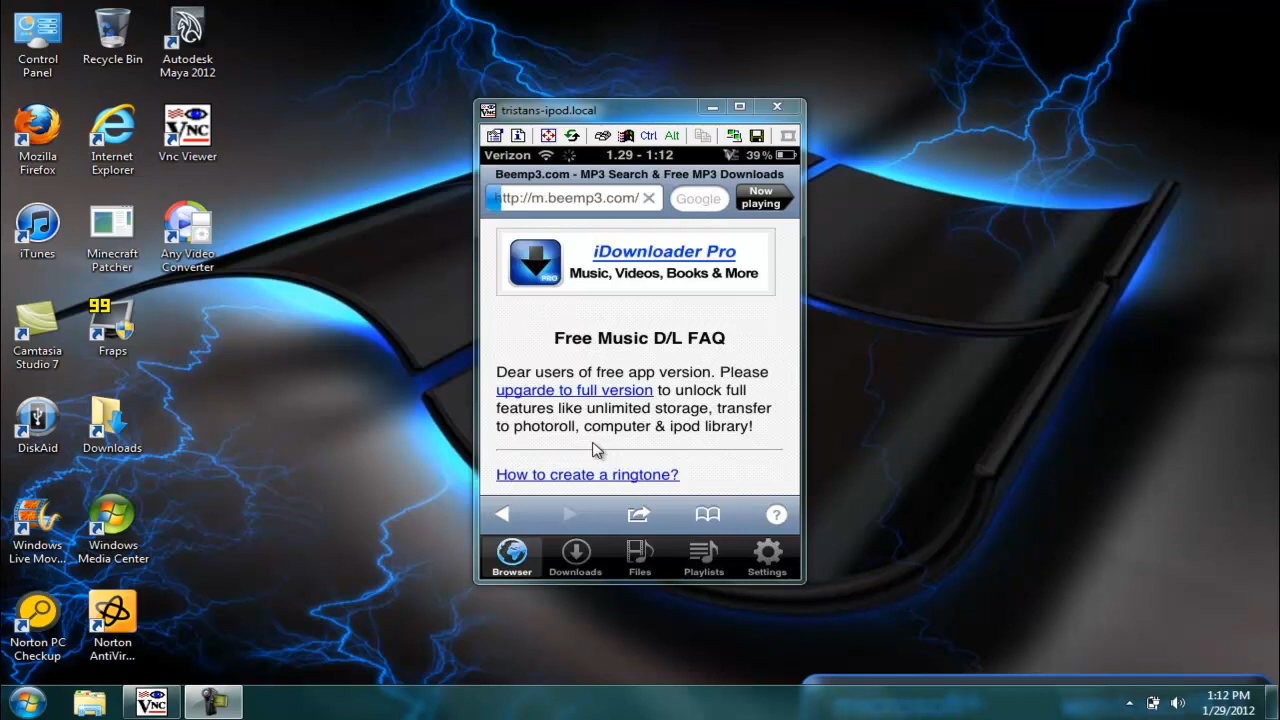 Control
Panel
Recycle Bin
Autodesk
Maya 2012
Mozilla
Firefox
Internet
Explorer
VNC
Vnc Viewer
iTunes
Minecraft
Patcher
Any Video
Converter
Camtasia
Studio 7
99
Fraps
DiskAid
Downloads
Windows
Live Mov...
Windows
Media Center
Norton PC
Checkup
Norton
AntiVir...
tristans-ipod.local
Ctrl Alt
Verizon 1.29 - 1:12 39%
Beemp3.com - MP3 Search & Free MP3 Downloads
http://m.beemp3.com/
Google
Now
playing
PRO
iDownloader Pro
Music, Videos, Books & More
Free Music D/L FAQ
Dear users of free app version. Please
upgarde to full version to unlock full
features like unlimited storage, transfer
to photoroll, computer & ipod library!
How to create a ringtone?
?
Browser Downloads Files Playlists Settings
VNC
1:12 PM
1/29/2012